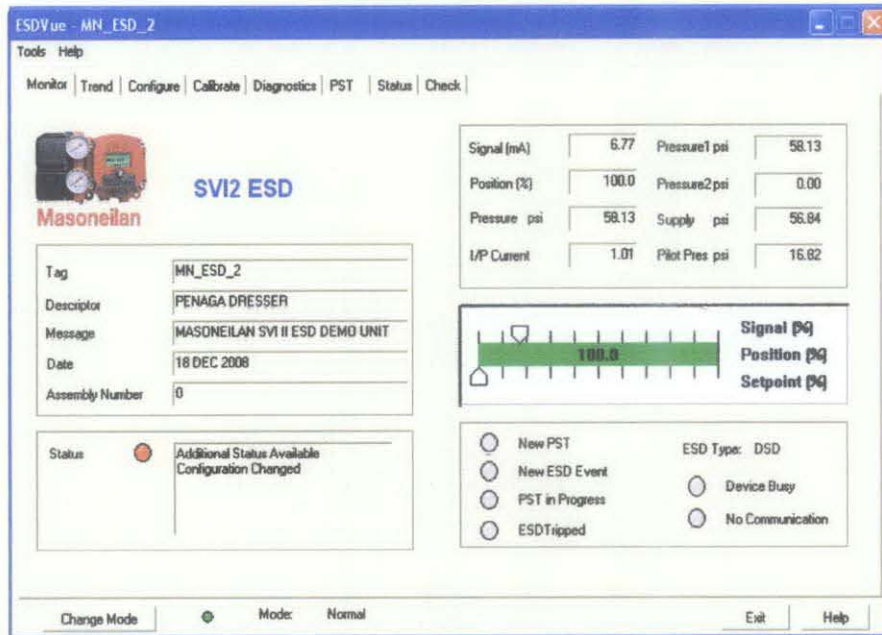 ESDVue - MN_ESD_2
Tools Help
Monitor Trend Configure Calibrate Diagnostics PST Status Check
Masoneilan
SVI2 ESD
Signal (mA) 6.77 Pressure1 psi 58.13
Position (%) 100.0 Pressure2 psi 0.00
Pressure psi 58.13 Supply psi 56.84
I/P Current 1.01 Pilot Pres psi 16.82
Tag MN_ESD_2
Descriptor PENAGA DRESSER
Message MASONEILAN SVI II ESD DEMO UNIT
Date 18 DEC 2008
Assembly Number 0
100.0
Signal (%)
Position (%)
Setpoint (%)
Status Additional Status Available
Configuration Changed
New PST
New ESD Event
PST in Progress
ESDTripped
ESD Type: DSD
Device Busy
No Communication
Change Mode Mode: Normal Exit Help